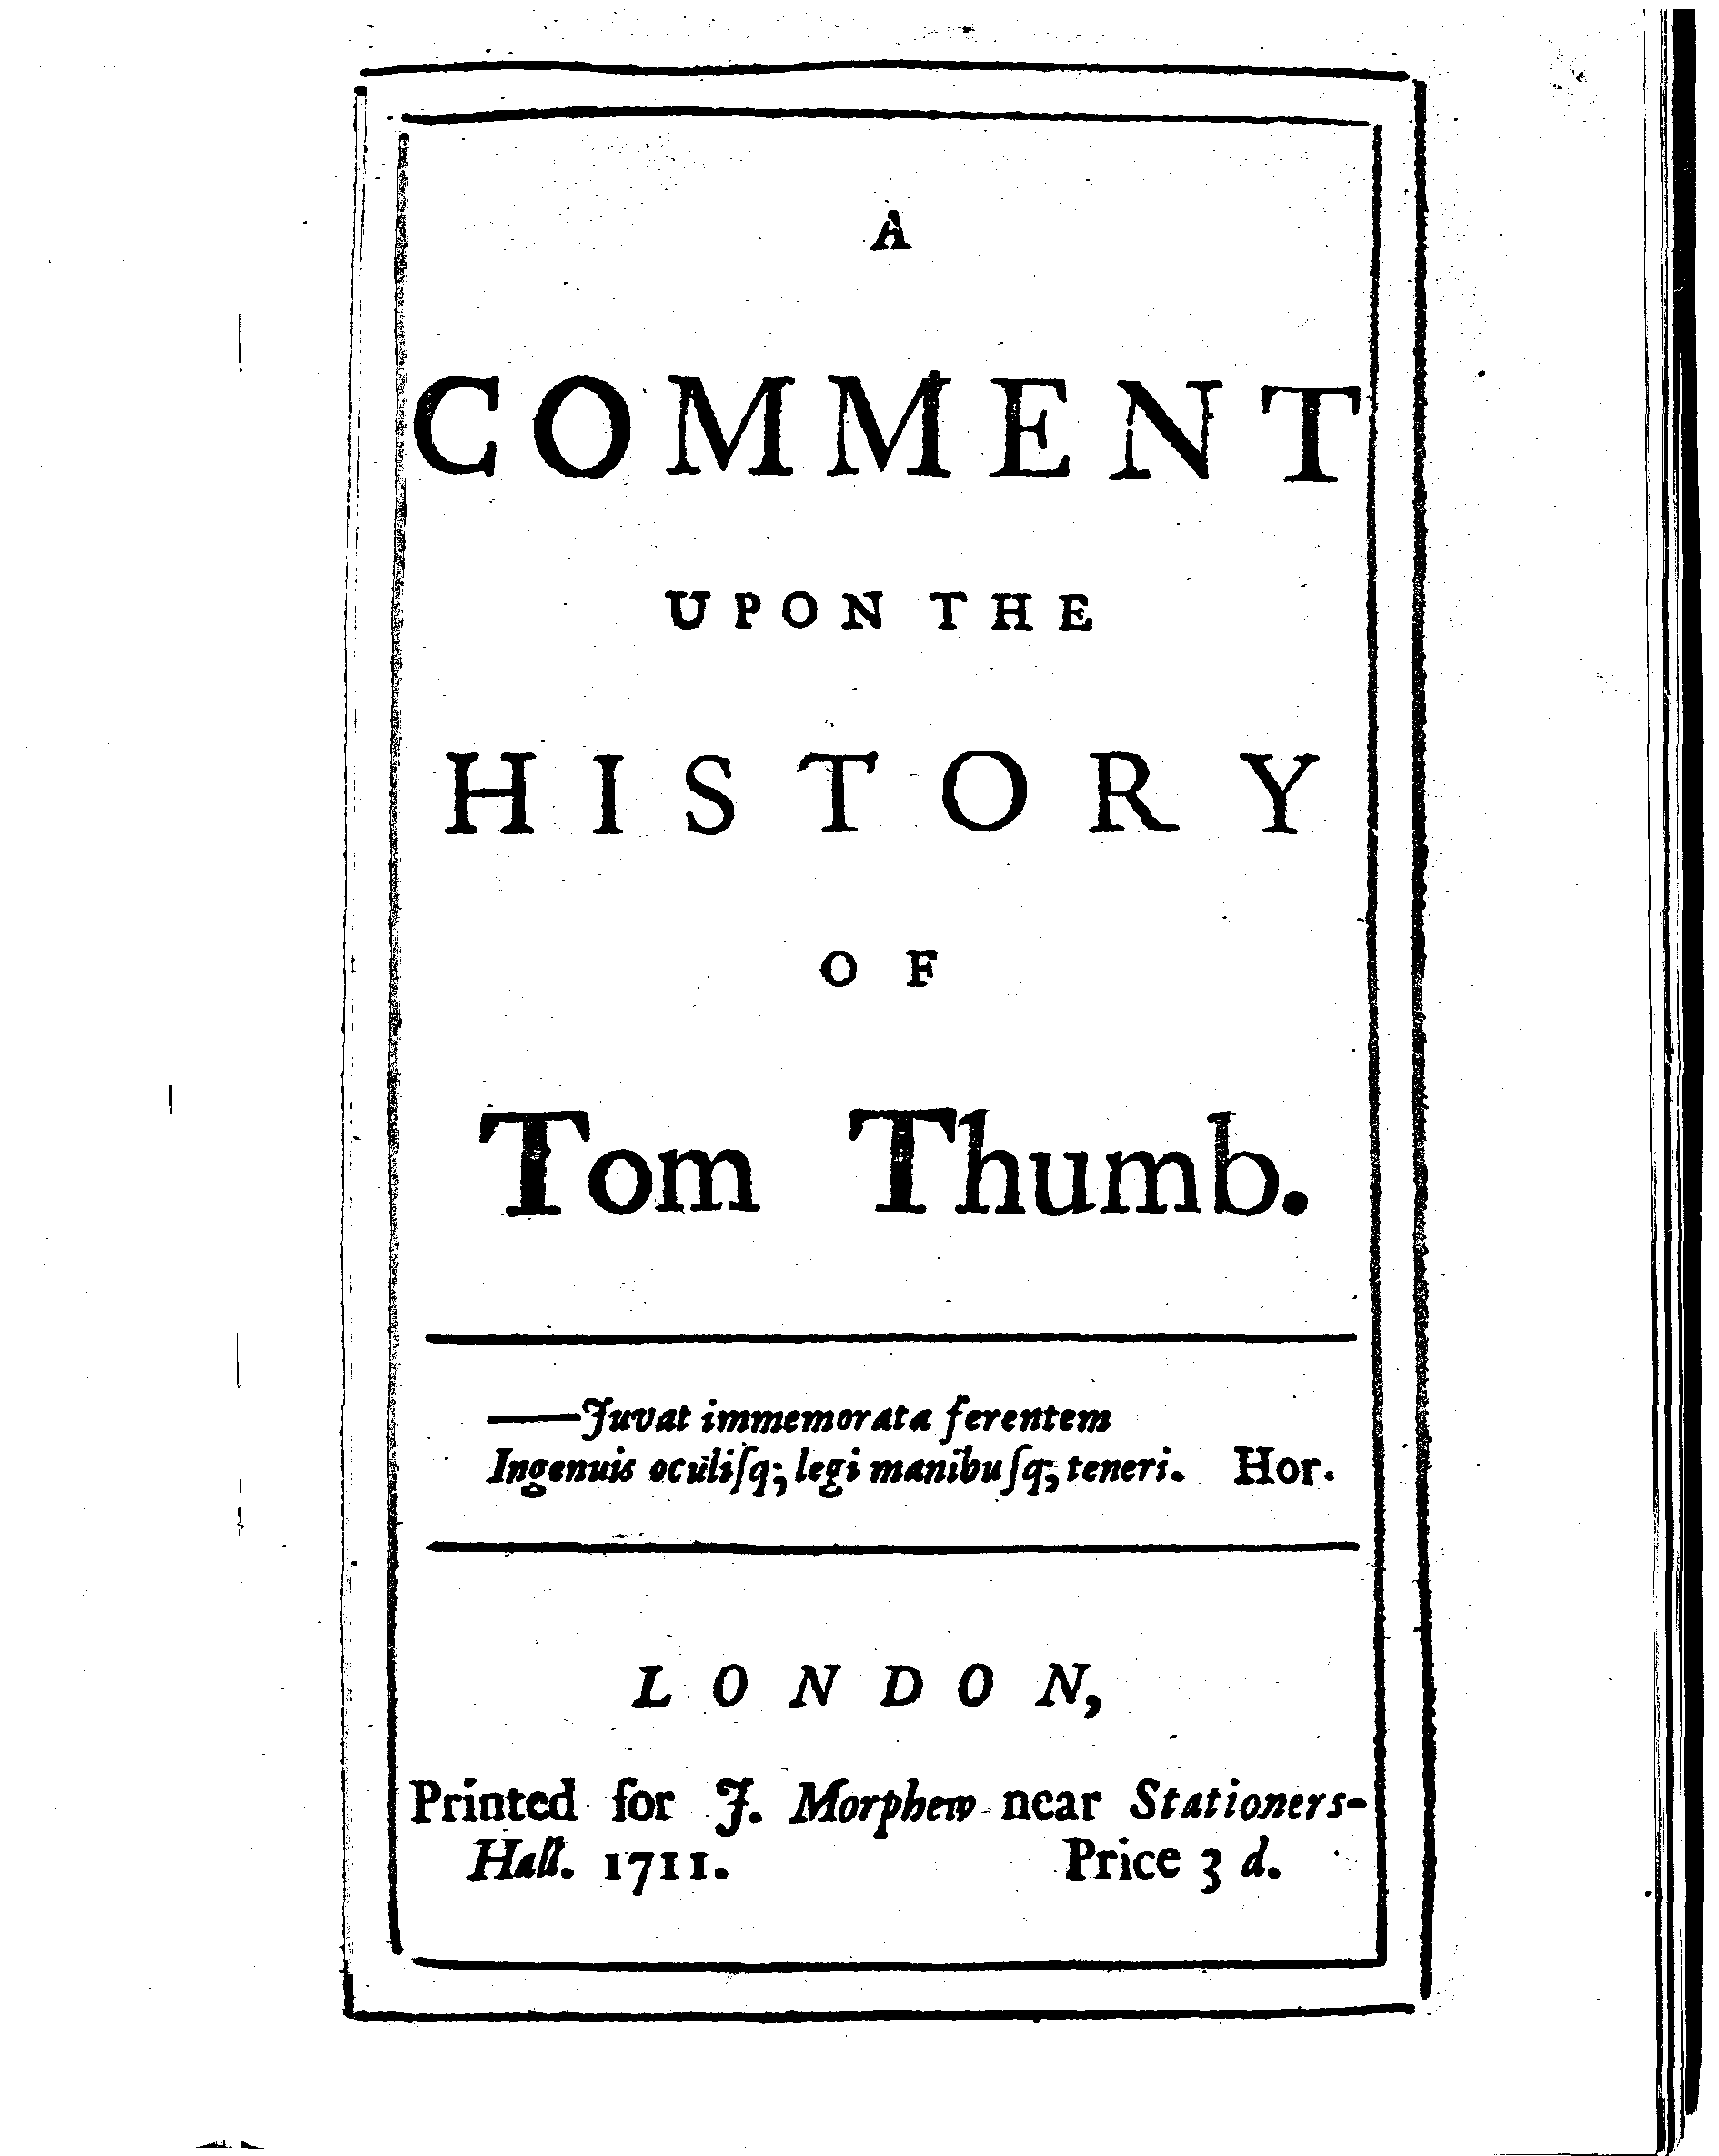 A
COMMENT
UPON THE
HISTORY
OF
Tom Thumb.
——Juvat immemorata ferentem
Ingenuis oculiſq; legi manibuſq; teneri. Hor.
LONDON,
Printed for J. Morphew near Stationers-
Hall. 1711. Price 3 d.